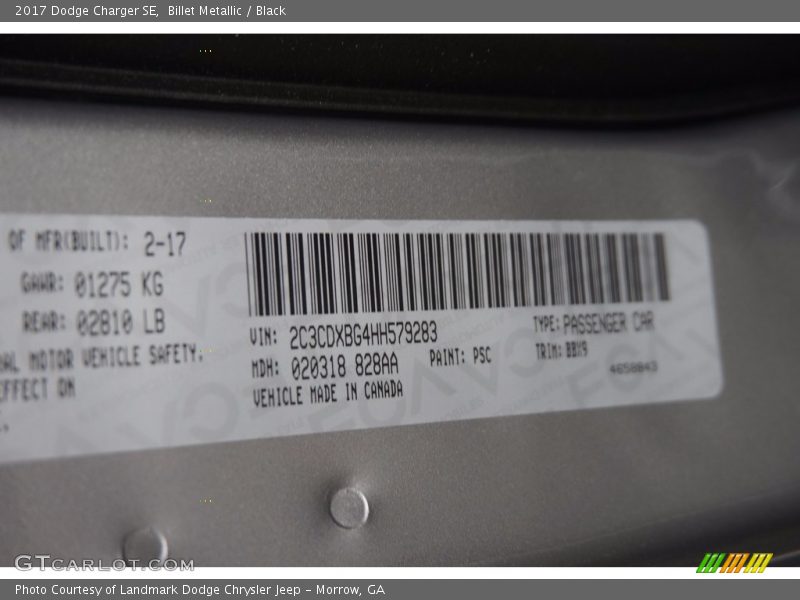 2017 Dodge Charger SE, Billet Metallic / Black
OF MFR(BUILT): 2-17
GAWR: 01275 KG
REAR: 02810 LB
MOTOR VEHICLE SAFETY.
EFFECT ON
VIN: 2C3CDXBG4HH579283
TYPE: PASSENGER CAR
MDH: 020318 828AA
PAINT: PSC
TRIM: BBX9
VEHICLE MADE IN CANADA
4658843
GTcarlot.com
Photo Courtesy of Landmark Dodge Chrysler Jeep – Morrow, GA